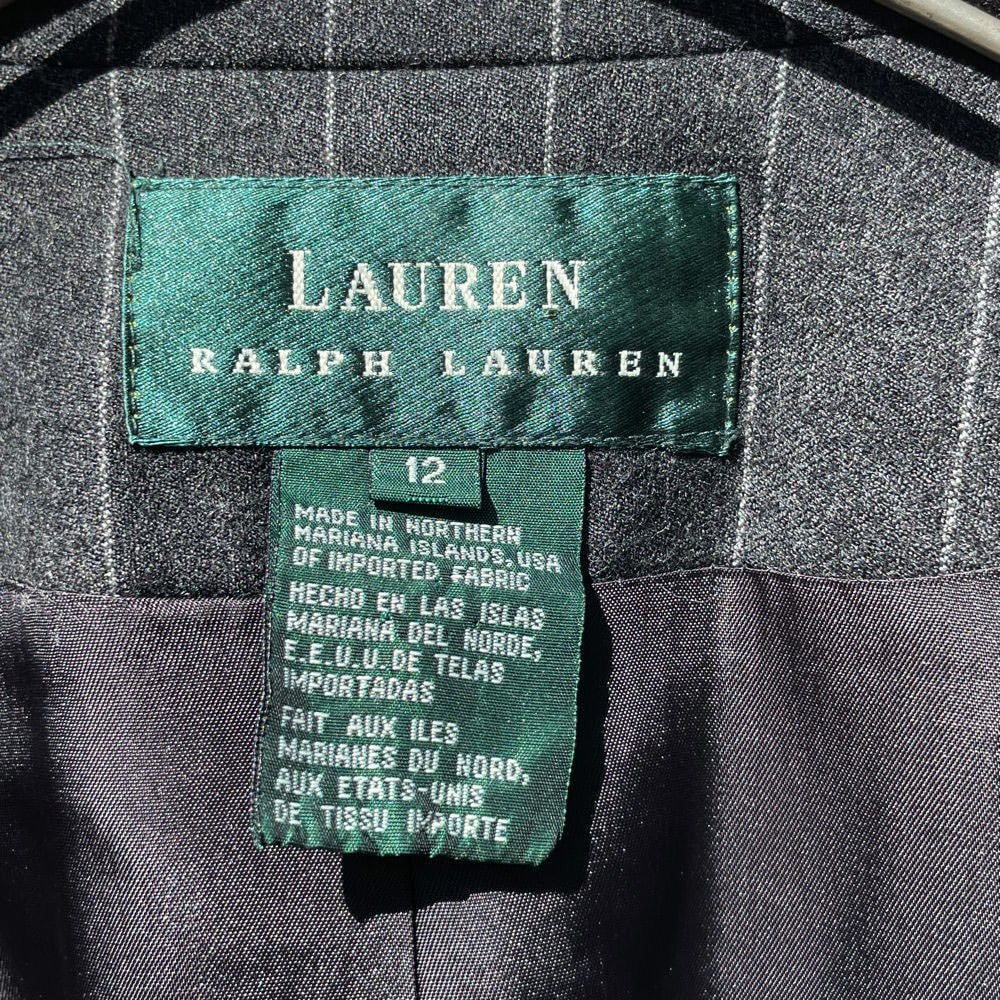 LAUREN
RALPH LAUREN
12
MADE IN NORTHERN
MARIANA ISLANDS, USA
OF IMPORTED FABRIC
HECHO EN LAS ISLAS
MARIANA DEL NORDE,
E.E.U.U. DE TELAS
IMPORTADAS
FAIT AUX ILES
MARIANES DU NORD,
AUX ETATS-UNIS
DE TISSU IMPORTE